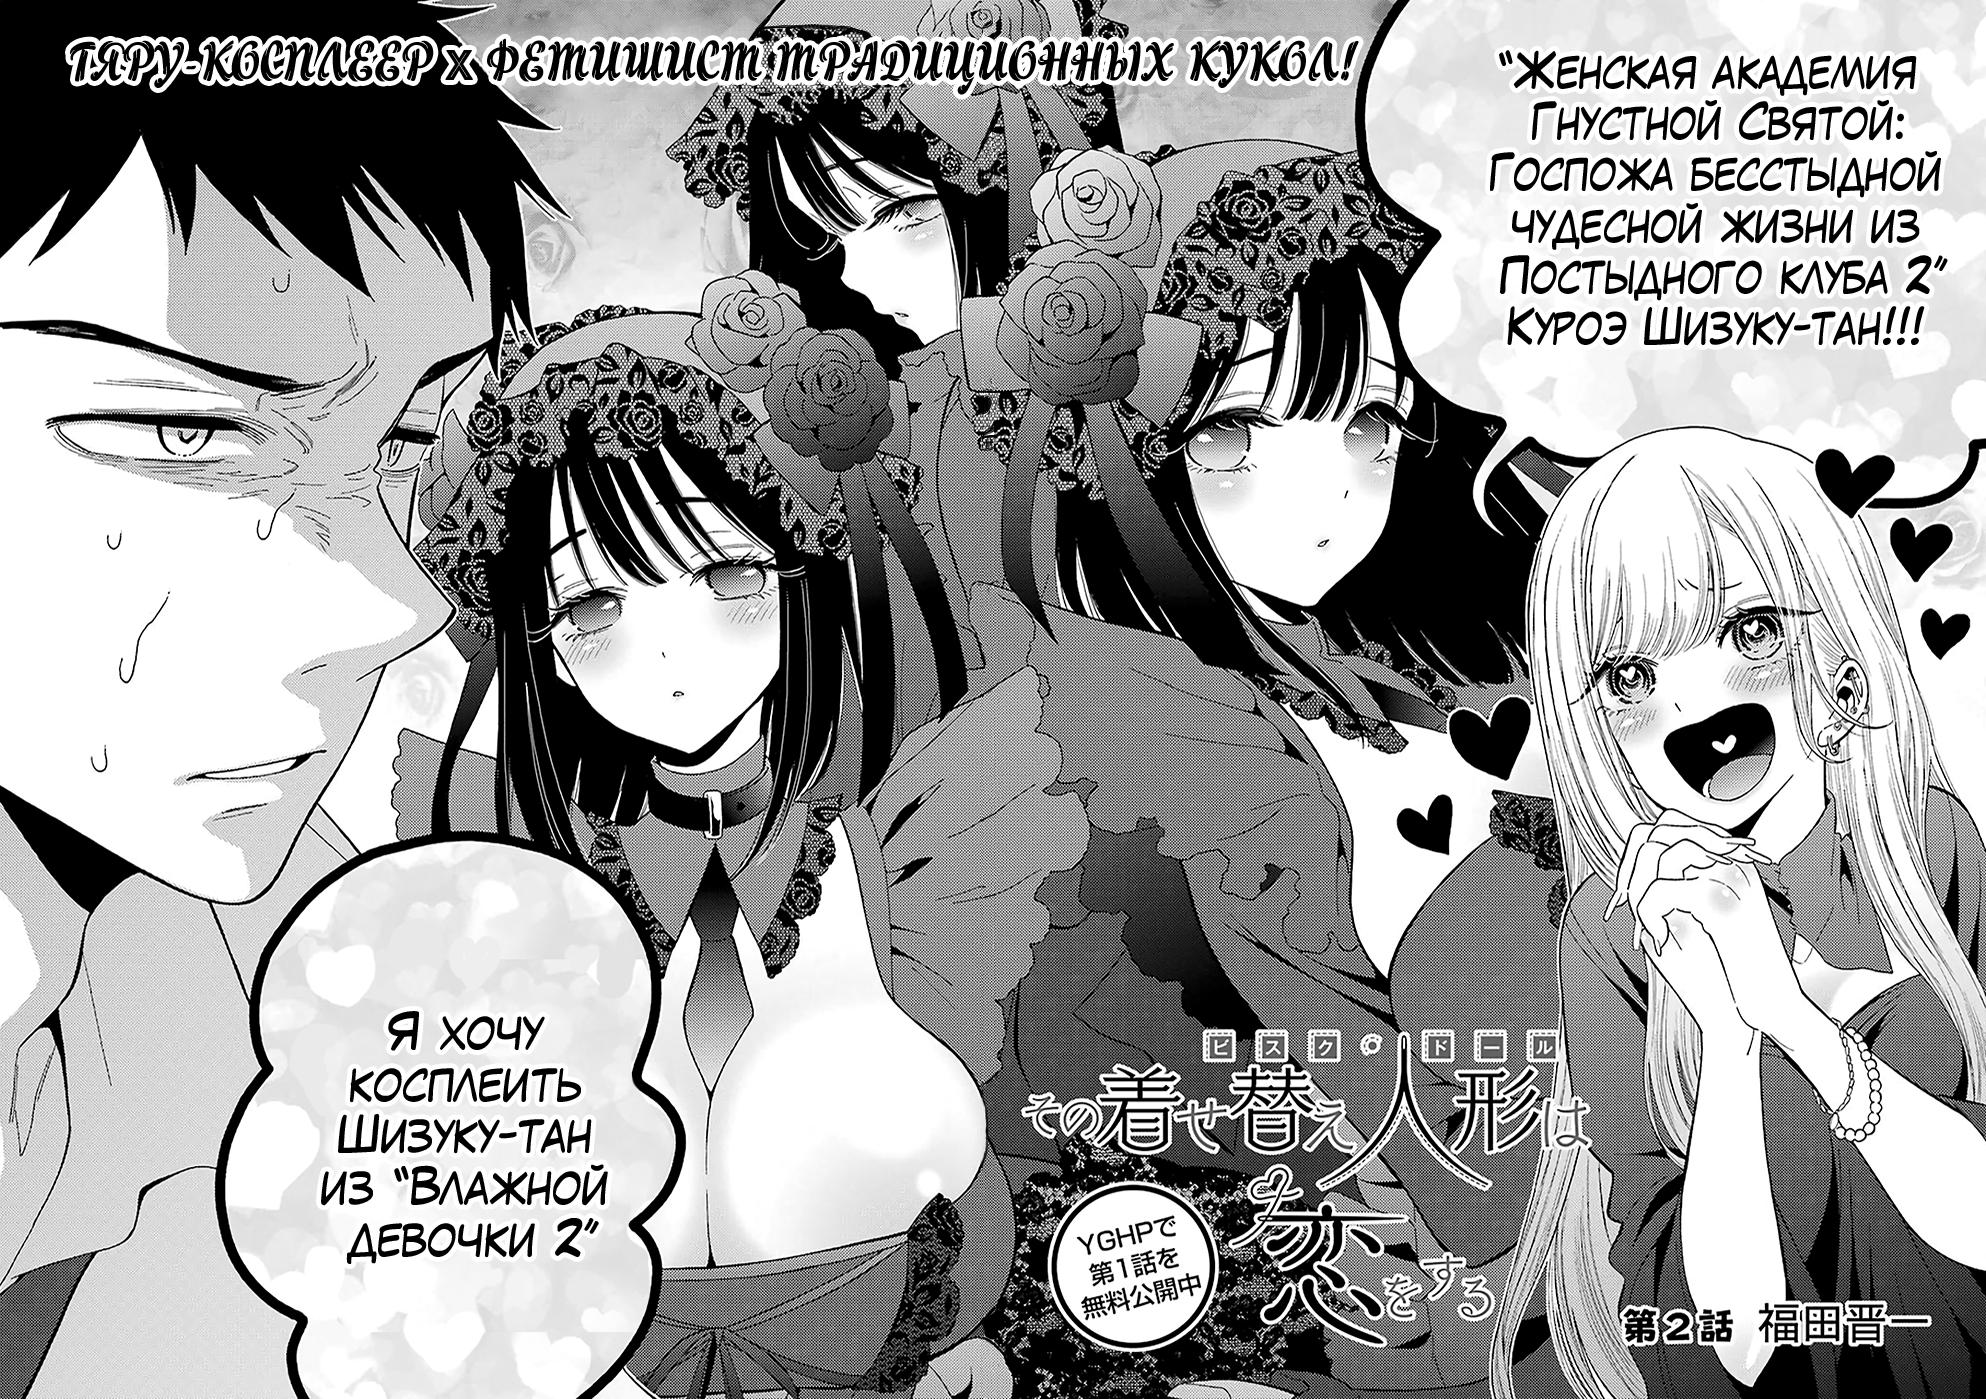 ГЯРУ-КОСПЛЕЕР х ФЕТИШИСТ ТРАДИЦИОННЫХ КУКОЛ!
"Женская академия
Гнустной Святой:
Госпожа бесстыдной
чудесной жизни из
Постыдного клуба 2"
Куроэ Шизуку-тан!!!
Я хочу
косплеить
Шизуку-тан
из "Влажной
девочки 2"
ビスク・ドール
その着せ替え人形は
恋をする
YGHPで
第1話を
無料公開中
第2話 福田晋一